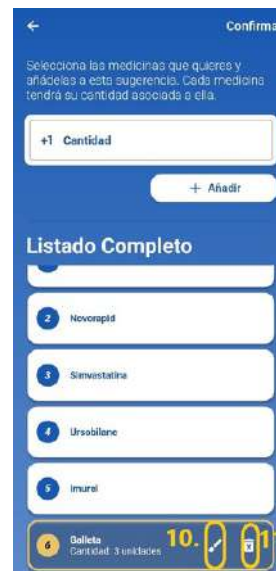 Confirma
Selecciona las medicinas que quieres y
añádelas a esta sugerencia. Cada medicina
tendrá su cantidad asociada a ella.
+1 Cantidad
+ Añadir
Listado Completo
2 Novorapid
3 Simvastatina
4 Ursobilane
5 Imurel
6 Galleta
Cantidad: 3 unidades
10.
11